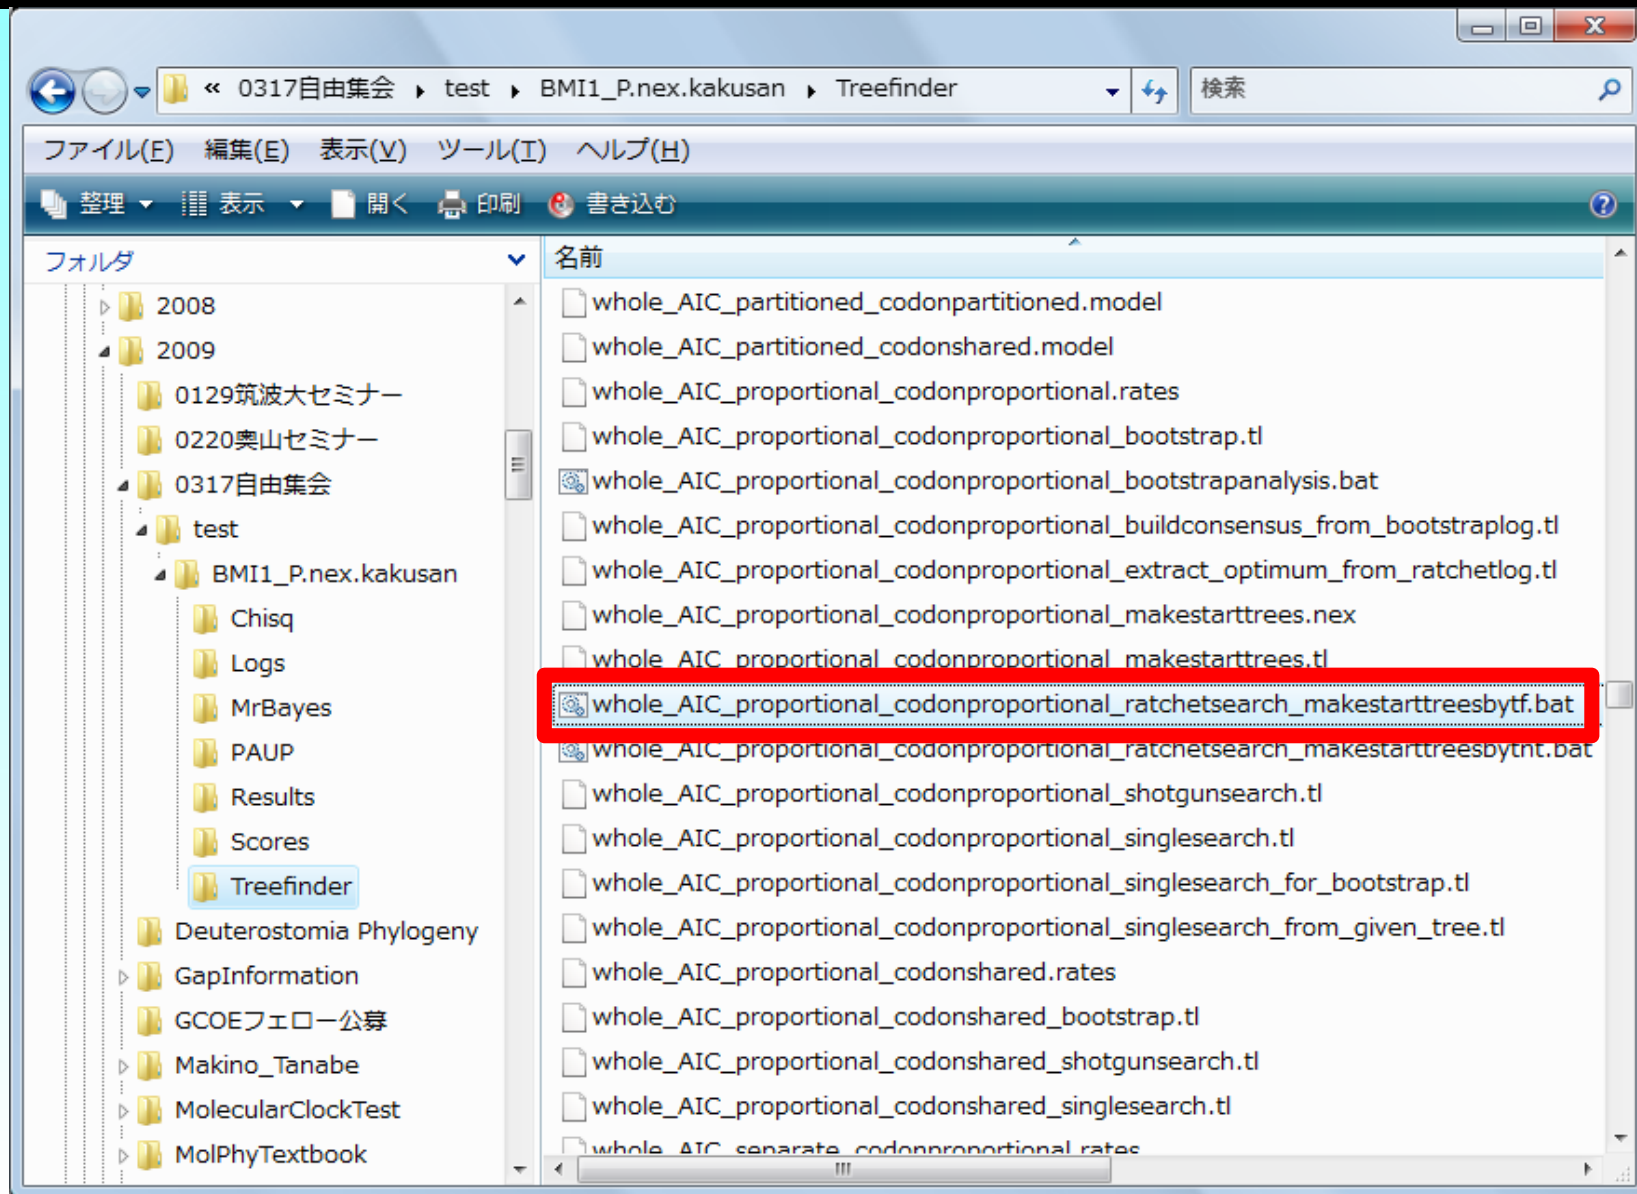 « 0317自由集会 ▸ test ▸ BMI1_P.nex.kakusan ▸ Treefinder
検索
ファイル(F) 編集(E) 表示(V) ツール(T) ヘルプ(H)
整理 表示 開く 印刷 書き込む
フォルダ
2008
2009
0129筑波大セミナー
0220奥山セミナー
0317自由集会
test
BMI1_P.nex.kakusan
Chisq
Logs
MrBayes
PAUP
Results
Scores
Treefinder
Deuterostomia Phylogeny
GapInformation
GCOEフェロー公募
Makino_Tanabe
MolecularClockTest
MolPhyTextbook
名前
whole_AIC_partitioned_codonpartitioned.model
whole_AIC_partitioned_codonshared.model
whole_AIC_proportional_codonproportional.rates
whole_AIC_proportional_codonproportional_bootstrap.tl
whole_AIC_proportional_codonproportional_bootstrapanalysis.bat
whole_AIC_proportional_codonproportional_buildconsensus_from_bootstraplog.tl
whole_AIC_proportional_codonproportional_extract_optimum_from_ratchetlog.tl
whole_AIC_proportional_codonproportional_makestarttrees.nex
whole_AIC_proportional_codonproportional_makestarttrees.tl
whole_AIC_proportional_codonproportional_ratchetsearch_makestarttreesbytf.bat
whole_AIC_proportional_codonproportional_ratchetsearch_makestarttreesbytnt.bat
whole_AIC_proportional_codonproportional_shotgunsearch.tl
whole_AIC_proportional_codonproportional_singlesearch.tl
whole_AIC_proportional_codonproportional_singlesearch_for_bootstrap.tl
whole_AIC_proportional_codonproportional_singlesearch_from_given_tree.tl
whole_AIC_proportional_codonshared.rates
whole_AIC_proportional_codonshared_bootstrap.tl
whole_AIC_proportional_codonshared_shotgunsearch.tl
whole_AIC_proportional_codonshared_singlesearch.tl
whole_AIC_separate_codonproportional.rates